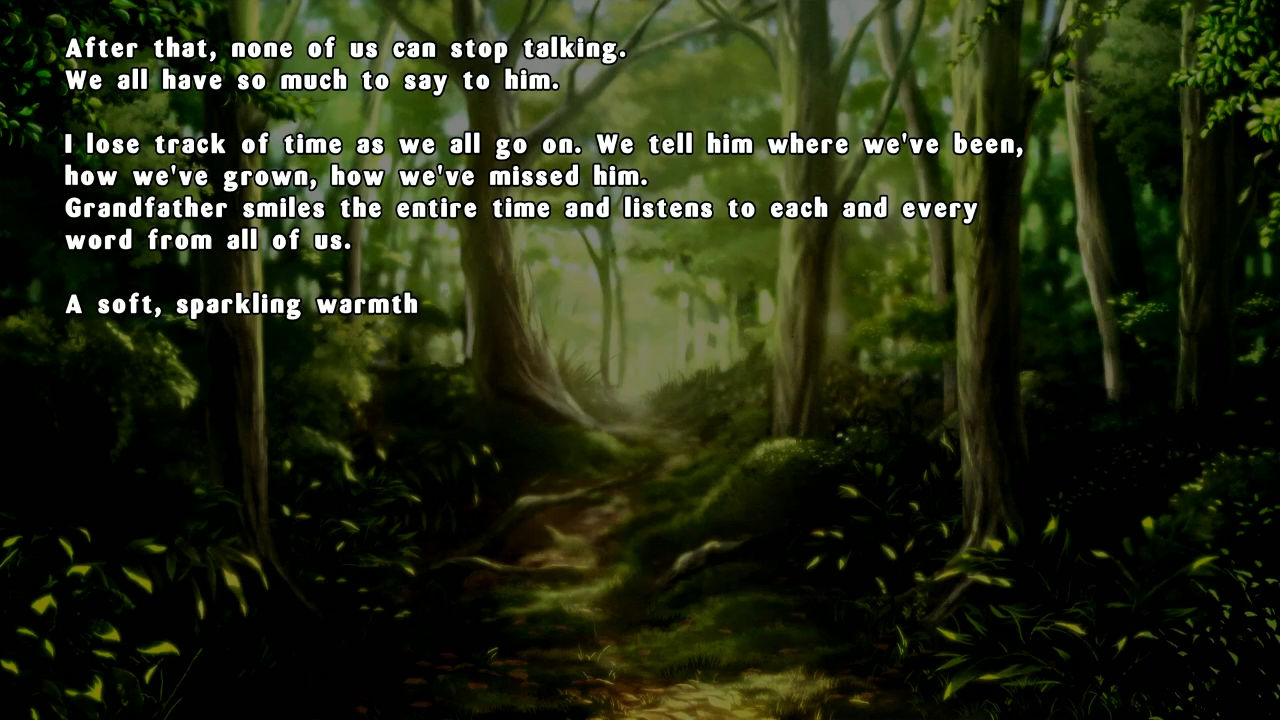 After that, none of us can stop talking.
We all have so much to say to him.
I lose track of time as we all go on. We tell him where we've been,
how we've grown, how we've missed him.
Grandfather smiles the entire time and listens to each and every
word from all of us.
A soft, sparkling warmth